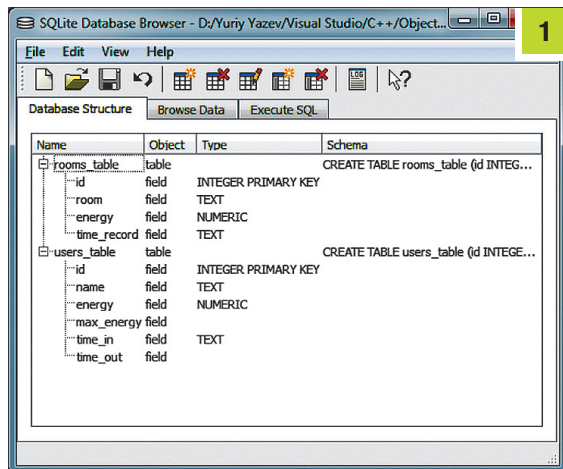 SQLite Database Browser - D:/Yuriy Yazev/Visual Studio/C++/Object...
1
File Edit View Help
LOG ?
Database Structure Browse Data Execute SQL
Name Object Type Schema
rooms_table table CREATE TABLE rooms_table (id INTEG...
id field INTEGER PRIMARY KEY
room field TEXT
energy field NUMERIC
time_record field TEXT
users_table table CREATE TABLE users_table (id INTEGE...
id field INTEGER PRIMARY KEY
name field TEXT
energy field NUMERIC
max_energy field
time_in field TEXT
time_out field